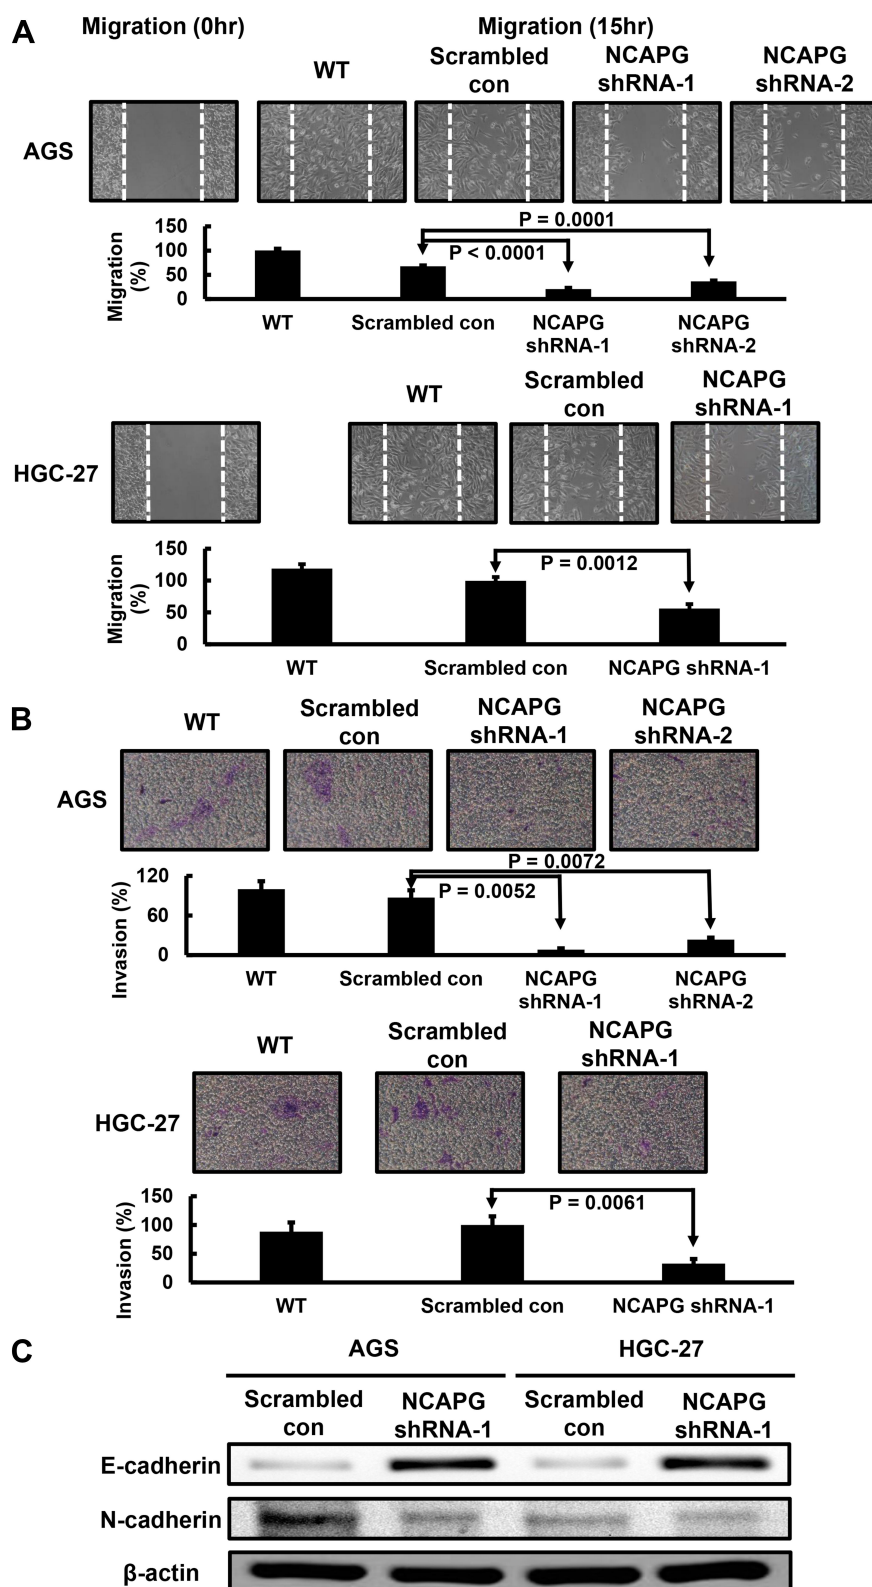 A
Migration (0hr)
Migration (15hr)
WT
Scrambled
con
NCAPG
shRNA-1
NCAPG
shRNA-2
AGS
Migration
(%)
150
100
50
0
P = 0.0001
P < 0.0001
WT
Scrambled con
NCAPG
shRNA-1
NCAPG
shRNA-2
WT
Scrambled
con
NCAPG
shRNA-1
HGC-27
Migration
(%)
150
100
50
0
P = 0.0012
WT
Scrambled con
NCAPG shRNA-1
B
WT
Scrambled
con
NCAPG
shRNA-1
NCAPG
shRNA-2
AGS
Invasion (%)
120
60
0
P = 0.0072
P = 0.0052
WT
Scrambled con
NCAPG
shRNA-1
NCAPG
shRNA-2
WT
Scrambled
con
NCAPG
shRNA-1
HGC-27
Invasion (%)
150
100
50
0
P = 0.0061
WT
Scrambled con
NCAPG shRNA-1
C
AGS
HGC-27
Scrambled
con
NCAPG
shRNA-1
Scrambled
con
NCAPG
shRNA-1
E-cadherin
N-cadherin
β-actin